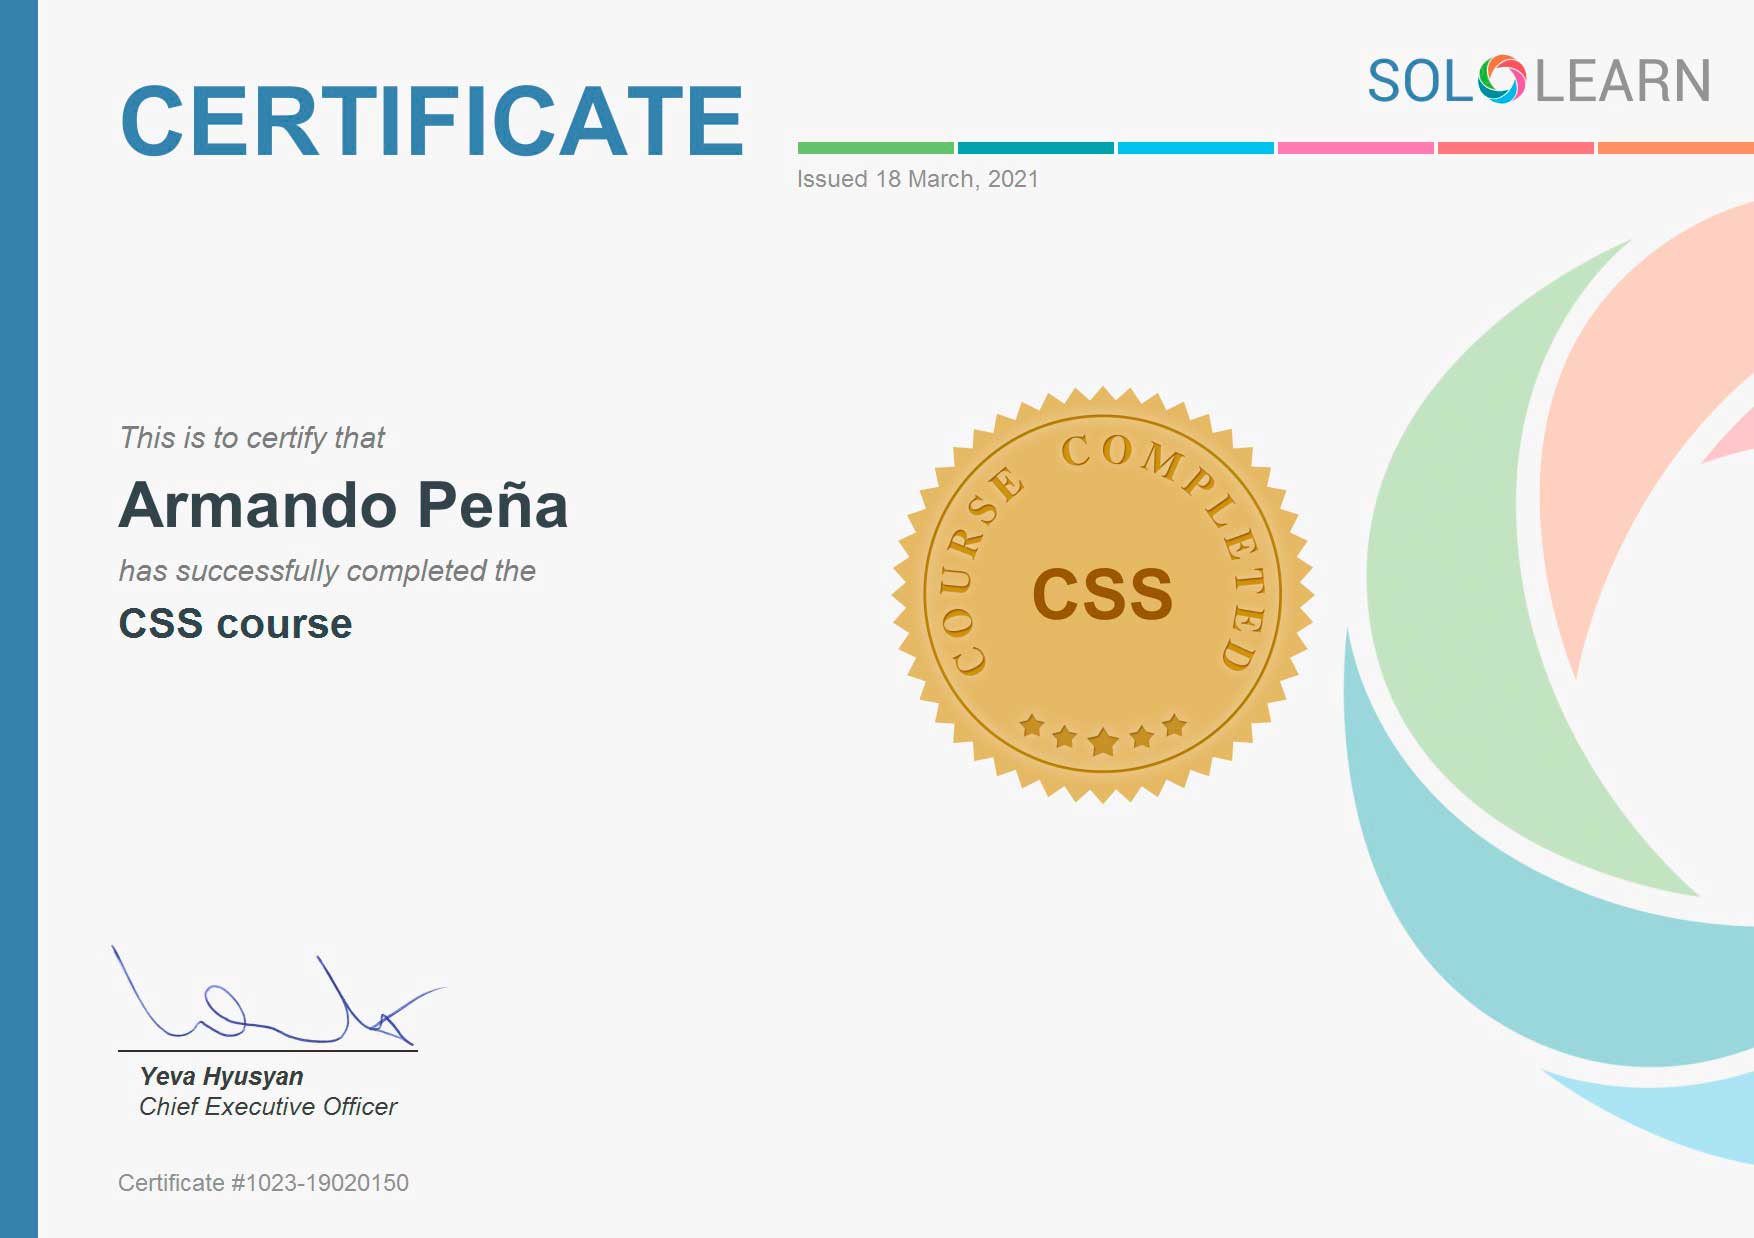 CERTIFICATE
SOLOLEARN
Issued 18 March, 2021
This is to certify that
Armando Peña
has successfully completed the
CSS course
COURSE COMPLETED
CSS
Yeva Hyusyan
Chief Executive Officer
Certificate #1023-19020150